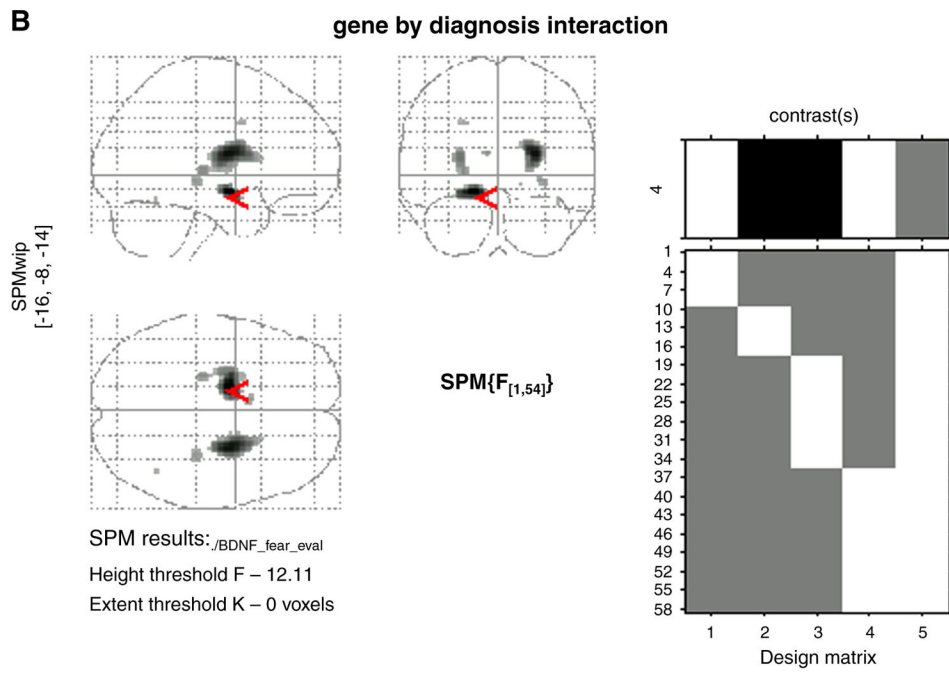 B
gene by diagnosis interaction
SPMwip
[-16, -8, -14]
SPM{F[1,54]}
SPM results:./BDNF_fear_eval
Height threshold F – 12.11
Extent threshold K – 0 voxels
contrast(s)
4
1
4
7
10
13
16
19
22
25
28
31
34
37
40
43
46
49
52
55
58
1 2 3 4 5
Design matrix